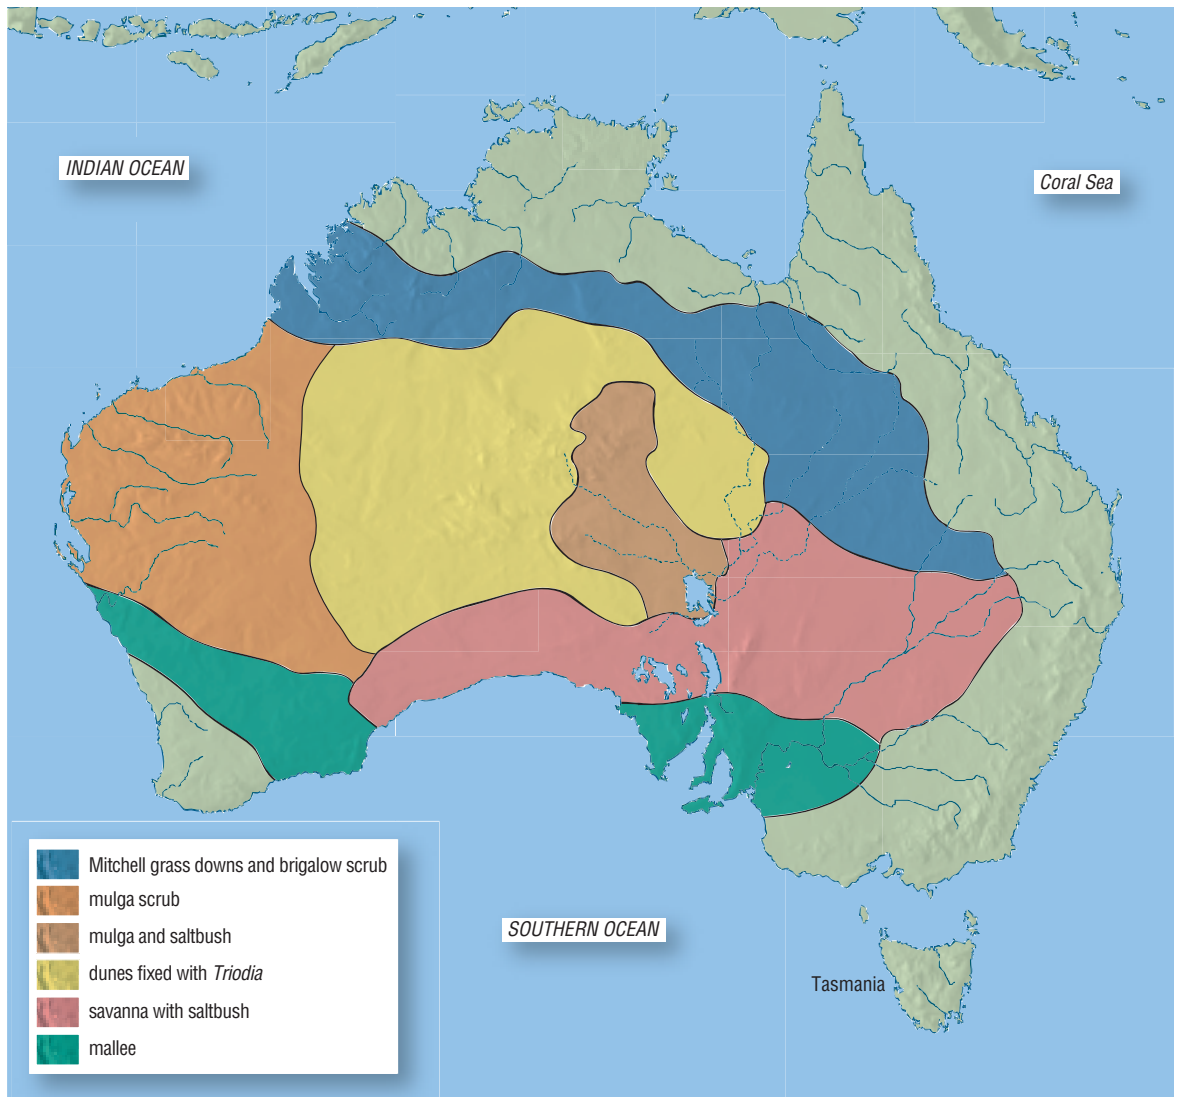 INDIAN OCEAN
Coral Sea
Mitchell grass downs and brigalow scrub
mulga scrub
mulga and saltbush
dunes fixed with Triodia
savanna with saltbush
mallee
SOUTHERN OCEAN
Tasmania